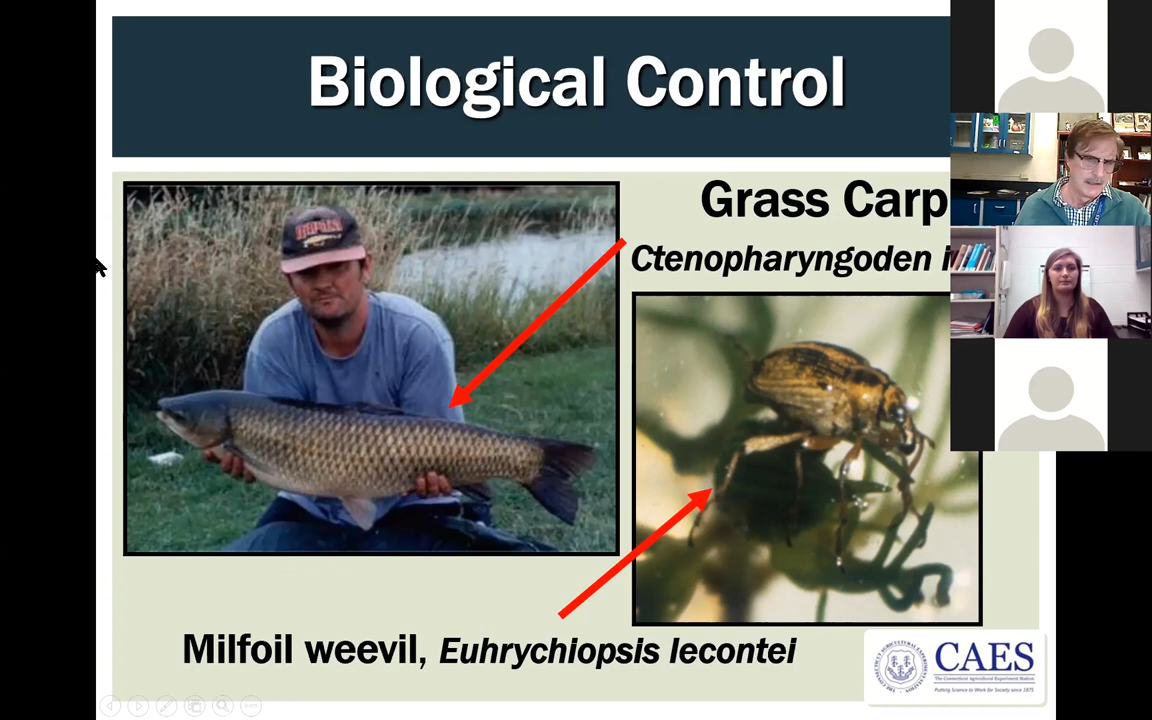 Biological Control
Grass Carp
Ctenopharyngoden i
Milfoil weevil, Euhrychiopsis lecontei
CAES
The Connecticut Agricultural Experiment Station
Putting Science to Work for Society since 1875